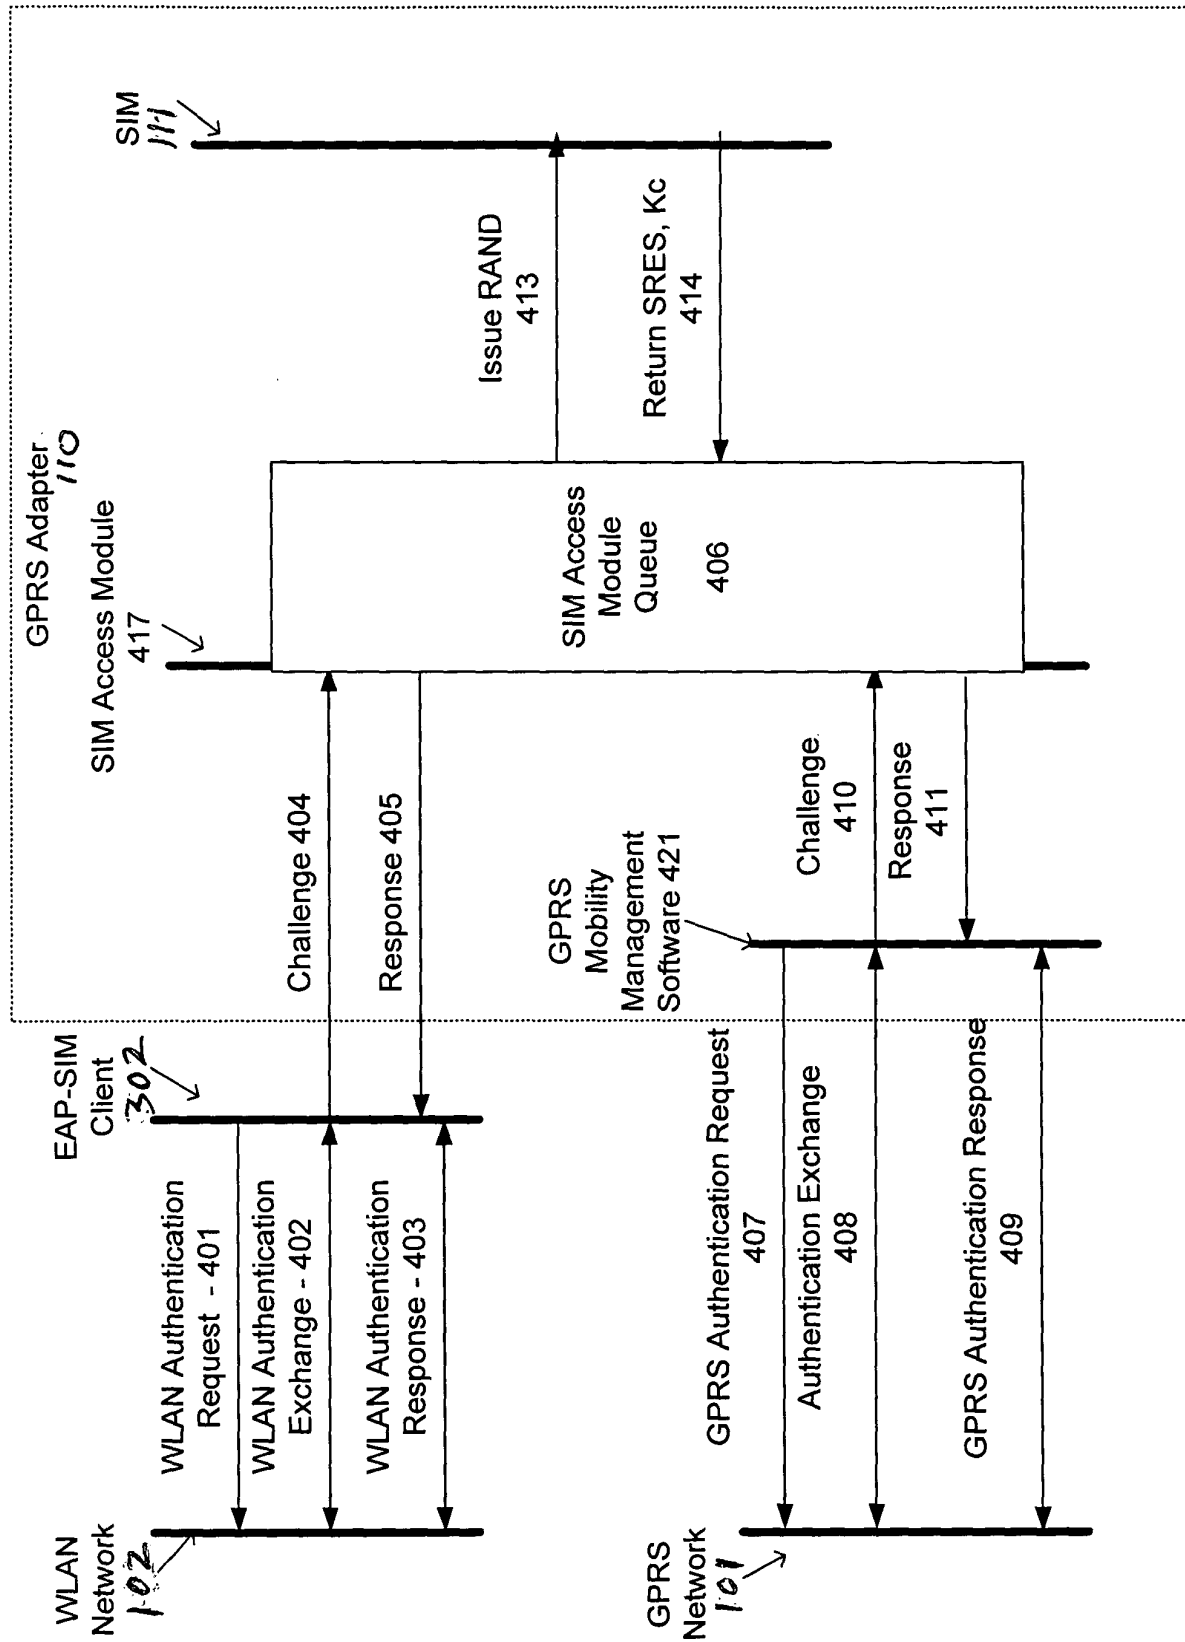 GPRS Adapter
110
SIM Access Module
417
SIM
111
EAP-SIM
Client
302
WLAN
Network
102
WLAN Authentication
Request - 401
WLAN Authentication
Exchange - 402
WLAN Authentication
Response - 403
Challenge 404
Response 405
SIM Access
Module
Queue
406
Issue RAND
413
Return SRES, Kc
414
GPRS
Mobility
Management
Software 421
Challenge
410
Response
411
GPRS
Network
101
GPRS Authentication Request
407
Authentication Exchange
408
GPRS Authentication Response
409